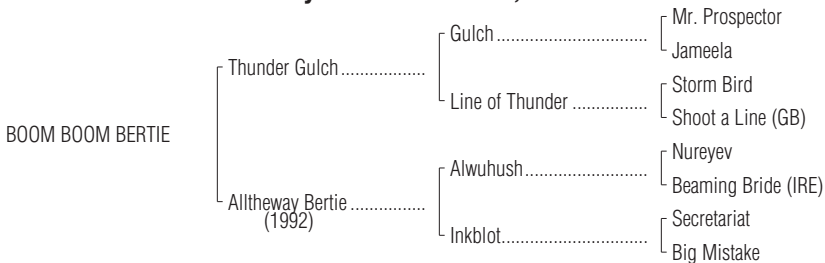 Mr. Prospector
Gulch................................
Jameela
Thunder Gulch..................
Storm Bird
Line of Thunder ................
Shoot a Line (GB)
BOOM BOOM BERTIE
Nureyev
Alwuhush..........................
Beaming Bride (IRE)
Alltheway Bertie ................
(1992)
Secretariat
Inkblot...............................
Big Mistake